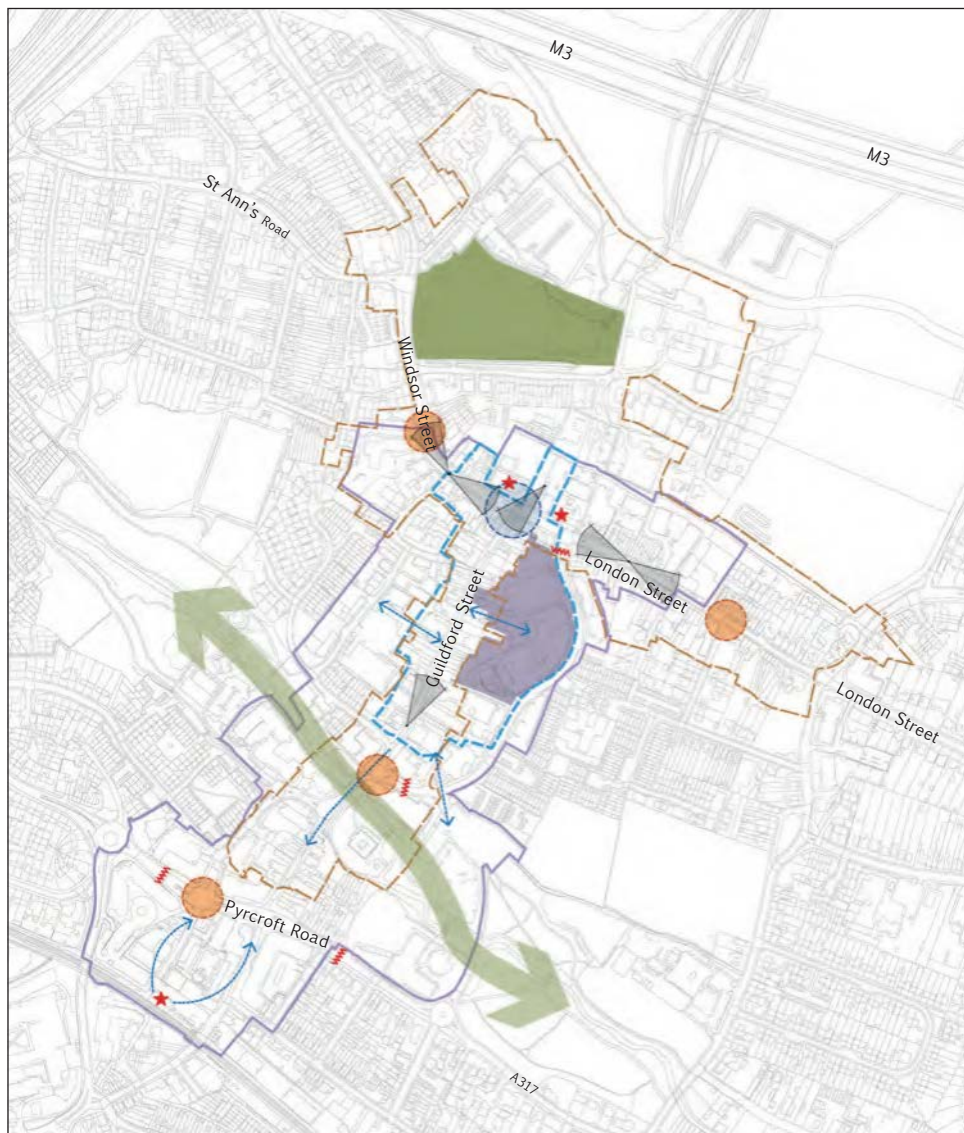 M3
M3
St Ann's Road
Windsor Street
London Street
Guildford Street
London Street
Pyrcroft Road
A317